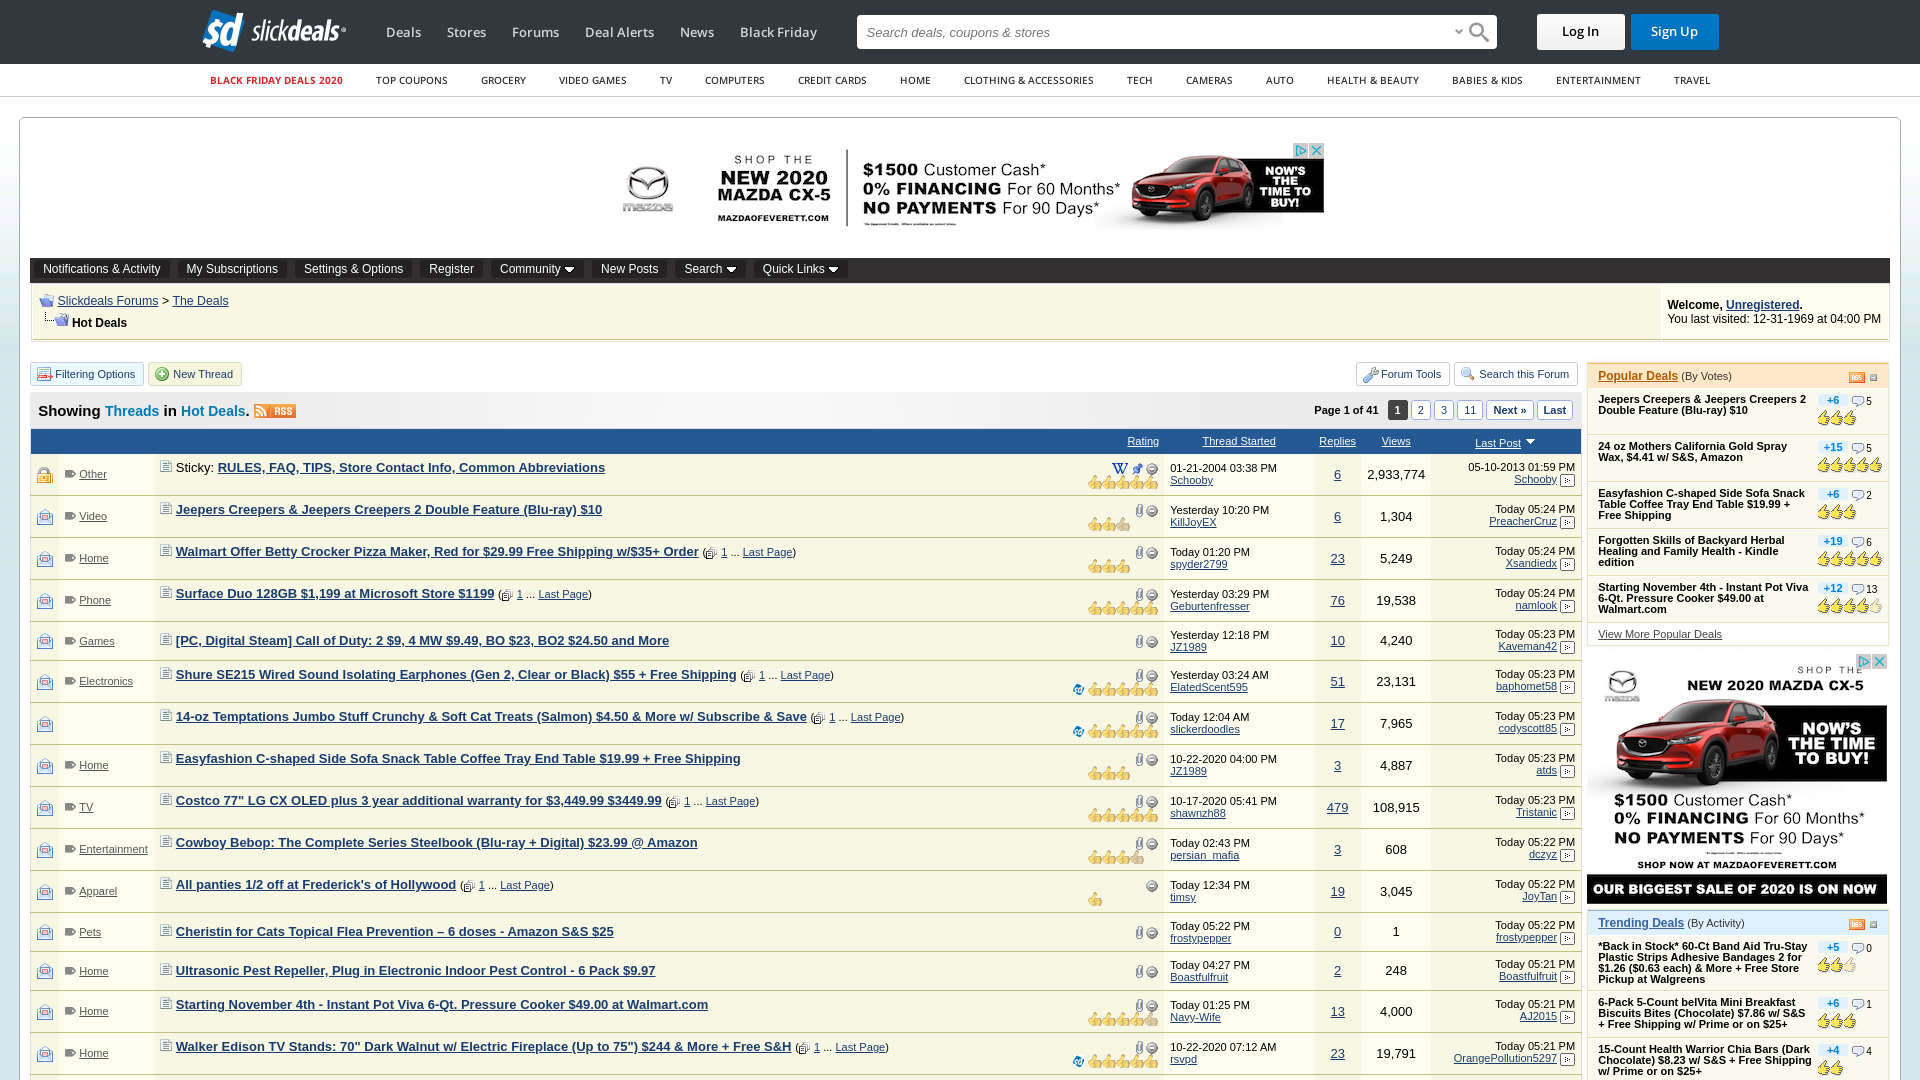 slickdeals
Deals Stores Forums Deal Alerts News Black Friday
Search deals, coupons & stores
Log In Sign Up
BLACK FRIDAY DEALS 2020 TOP COUPONS GROCERY VIDEO GAMES TV COMPUTERS CREDIT CARDS HOME CLOTHING & ACCESSORIES TECH CAMERAS AUTO HEALTH & BEAUTY BABIES & KIDS ENTERTAINMENT TRAVEL
mazda
SHOP THE
NEW 2020
MAZDA CX-5
MAZDAOFEVERETT.COM
$1500 Customer Cash*
0% FINANCING For 60 Months*
NO PAYMENTS For 90 Days*
NOW'S
THE
TIME TO
BUY!
Notifications & Activity My Subscriptions Settings & Options Register Community New Posts Search Quick Links
Slickdeals Forums > The Deals
Hot Deals
Welcome, Unregistered.
You last visited: 12-31-1969 at 04:00 PM
Filtering Options New Thread Forum Tools Search this Forum
Showing Threads in Hot Deals. RSS
Page 1 of 41 1 2 3 11 Next » Last
Rating Thread Started Replies Views Last Post
Other Sticky: RULES, FAQ, TIPS, Store Contact Info, Common Abbreviations W 01-21-2004 03:38 PM Schooby 6 2,933,774 05-10-2013 01:59 PM Schooby
Video Jeepers Creepers & Jeepers Creepers 2 Double Feature (Blu-ray) $10 Yesterday 10:20 PM KillJoyEX 6 1,304 Today 05:24 PM PreacherCruz
Home Walmart Offer Betty Crocker Pizza Maker, Red for $29.99 Free Shipping w/$35+ Order ( 1 ... Last Page) Today 01:20 PM spyder2799 23 5,249 Today 05:24 PM Xsandiedx
Phone Surface Duo 128GB $1,199 at Microsoft Store $1199 ( 1 ... Last Page) Yesterday 03:29 PM Geburtenfresser 76 19,538 Today 05:24 PM namlook
Games [PC, Digital Steam] Call of Duty: 2 $9, 4 MW $9.49, BO $23, BO2 $24.50 and More Yesterday 12:18 PM JZ1989 10 4,240 Today 05:23 PM Kaveman42
Electronics Shure SE215 Wired Sound Isolating Earphones (Gen 2, Clear or Black) $55 + Free Shipping ( 1 ... Last Page) Yesterday 03:24 AM ElatedScent595 51 23,131 Today 05:23 PM baphomet58
14-oz Temptations Jumbo Stuff Crunchy & Soft Cat Treats (Salmon) $4.50 & More w/ Subscribe & Save ( 1 ... Last Page) Today 12:04 AM slickerdoodles 17 7,965 Today 05:23 PM codyscott85
Home Easyfashion C-shaped Side Sofa Snack Table Coffee Tray End Table $19.99 + Free Shipping 10-22-2020 04:00 PM JZ1989 3 4,887 Today 05:23 PM atds
TV Costco 77" LG CX OLED plus 3 year additional warranty for $3,449.99 $3449.99 ( 1 ... Last Page) 10-17-2020 05:41 PM shawnzh88 479 108,915 Today 05:23 PM Tristanic
Entertainment Cowboy Bebop: The Complete Series Steelbook (Blu-ray + Digital) $23.99 @ Amazon Today 02:43 PM persian_mafia 3 608 Today 05:22 PM dczyz
Apparel All panties 1/2 off at Frederick's of Hollywood ( 1 ... Last Page) Today 12:34 PM timsy 19 3,045 Today 05:22 PM JoyTan
Pets Cheristin for Cats Topical Flea Prevention – 6 doses - Amazon S&S $25 Today 05:22 PM frostypepper 0 1 Today 05:22 PM frostypepper
Home Ultrasonic Pest Repeller, Plug in Electronic Indoor Pest Control - 6 Pack $9.97 Today 04:27 PM Boastfulfruit 2 248 Today 05:21 PM Boastfulfruit
Home Starting November 4th - Instant Pot Viva 6-Qt. Pressure Cooker $49.00 at Walmart.com Today 01:25 PM Navy-Wife 13 4,000 Today 05:21 PM AJ2015
Home Walker Edison TV Stands: 70" Dark Walnut w/ Electric Fireplace (Up to 75") $244 & More + Free S&H ( 1 ... Last Page) 10-22-2020 07:12 AM rsvpd 23 19,791 Today 05:21 PM OrangePollution5297
Popular Deals (By Votes)
Jeepers Creepers & Jeepers Creepers 2 +6 5
Double Feature (Blu-ray) $10
24 oz Mothers California Gold Spray +15 5
Wax, $4.41 w/ S&S, Amazon
Easyfashion C-shaped Side Sofa Snack +6 2
Table Coffee Tray End Table $19.99 +
Free Shipping
Forgotten Skills of Backyard Herbal +19 6
Healing and Family Health - Kindle
edition
Starting November 4th - Instant Pot Viva +12 13
6-Qt. Pressure Cooker $49.00 at
Walmart.com
View More Popular Deals
mazda
SHOP THE
NEW 2020 MAZDA CX-5
NOW'S
THE TIME
TO BUY!
$1500 Customer Cash*
0% FINANCING For 60 Months*
NO PAYMENTS For 90 Days*
SHOP NOW AT MAZDAOFEVERETT.COM
OUR BIGGEST SALE OF 2020 IS ON NOW
Trending Deals (By Activity)
*Back in Stock* 60-Ct Band Aid Tru-Stay +5 0
Plastic Strips Adhesive Bandages 2 for
$1.26 ($0.63 each) & More + Free Store
Pickup at Walgreens
6-Pack 5-Count belVita Mini Breakfast +6 1
Biscuits Bites (Chocolate) $7.86 w/ S&S
+ Free Shipping w/ Prime or on $25+
15-Count Health Warrior Chia Bars (Dark +4 4
Chocolate) $8.23 w/ S&S + Free Shipping
w/ Prime or on $25+